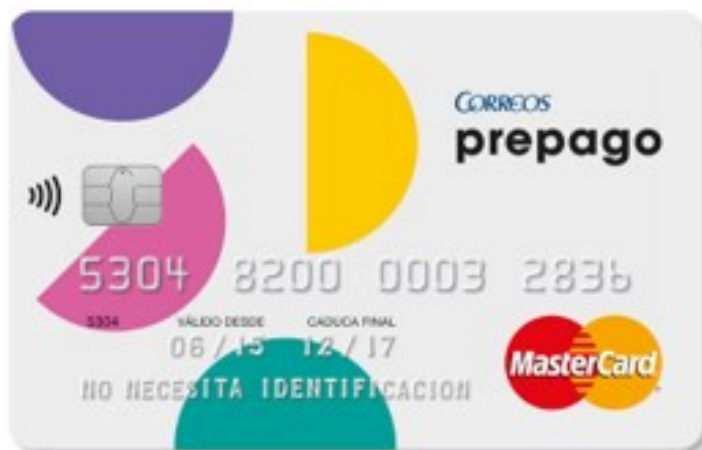 CORREOS
prepago
5304 8200 0003 2836
5304 VÁLIDO DESDE CADUCA FINAL
06/15 12/17
NO NECESITA IDENTIFICACION
MasterCard